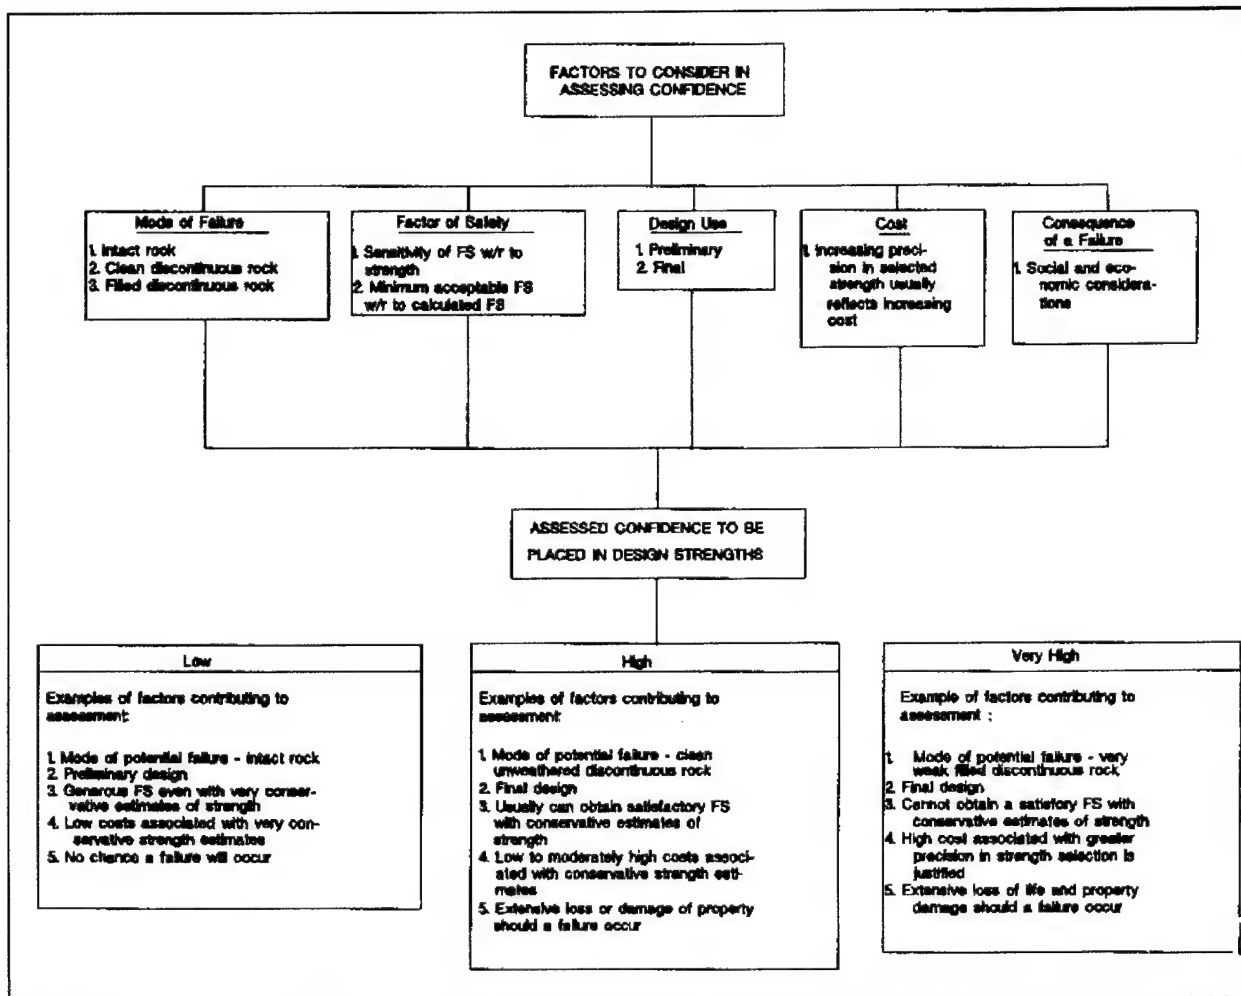 FACTORS TO CONSIDER IN
ASSESSING CONFIDENCE
Mode of Failure
1. Intact rock
2. Clean discontinuous rock
3. Filled discontinuous rock
Factor of Safety
1. Sensitivity of FS w/r to
strength
2. Minimum acceptable FS
w/r to calculated FS
Design Use
1. Preliminary
2. Final
Cost
1. Increasing preci-
sion in selected
strength usually
reflects increasing
cost
Consequence
of a Failure
1. Social and eco-
nomic considera-
tions
ASSESSED CONFIDENCE TO BE
PLACED IN DESIGN STRENGTHS
Low
Examples of factors contributing to
assessment:
1. Mode of potential failure - intact rock
2. Preliminary design
3. Generous FS even with very conser-
vative estimates of strength
4. Low costs associated with very con-
servative strength estimates
5. No chance a failure will occur
High
Examples of factors contributing to
assessment:
1. Mode of potential failure - clean
unweathered discontinuous rock
2. Final design
3. Usually can obtain satisfactory FS
with conservative estimates of
strength
4. Low to moderately high costs associ-
ated with conservative strength esti-
mates
5. Extensive loss or damage of property
should a failure occur
Very High
Example of factors contributing to
assessment :
1. Mode of potential failure - very
weak filled discontinuous rock
2. Final design
3. Cannot obtain a satisfory FS with
conservative estimates of strength
4. High cost associated with greater
precision in strength selection is
justified
5. Extensive loss of life and property
damage should a failure occur